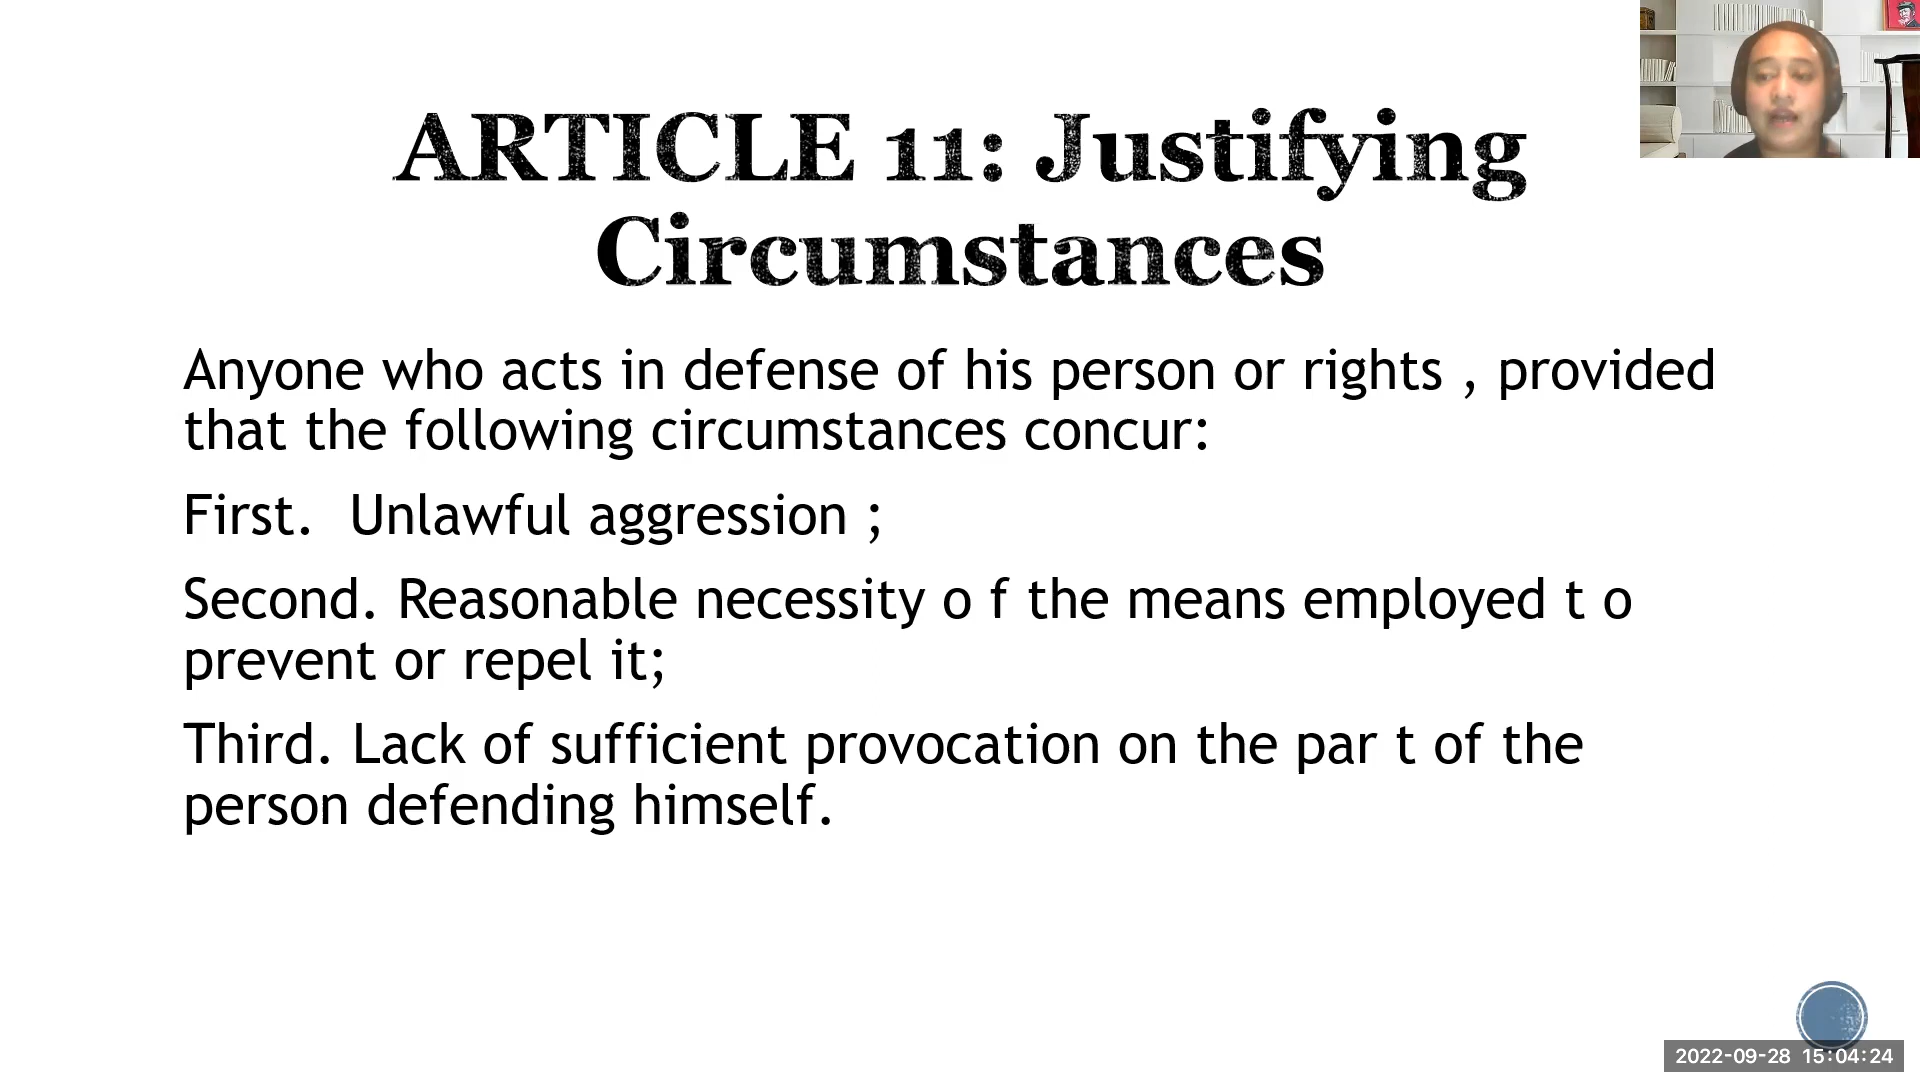 ARTICLE 11: Justifying
Circumstances
Anyone who acts in defense of his person or rights , provided
that the following circumstances concur:
First.  Unlawful aggression ;
Second. Reasonable necessity o f the means employed t o
prevent or repel it;
Third. Lack of sufficient provocation on the par t of the
person defending himself.
2022-09-28 15:04:24